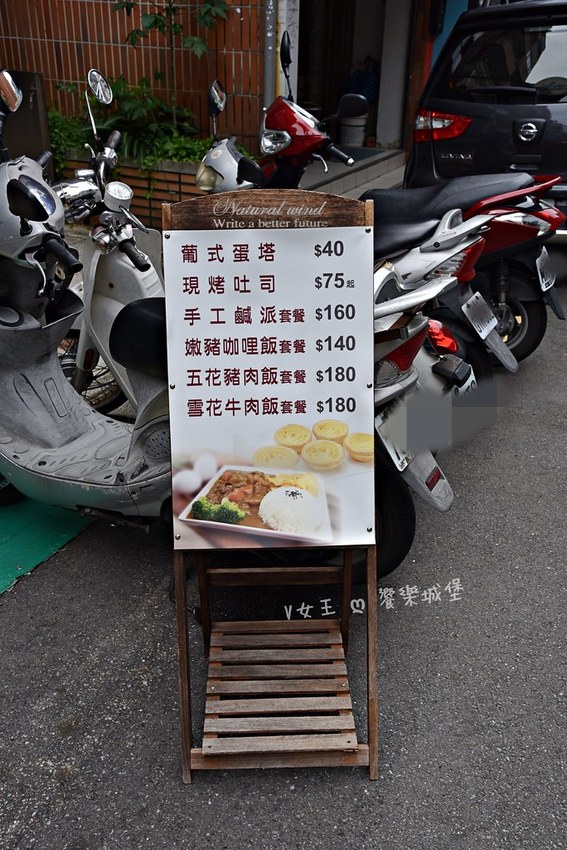 Natural wind
Write a better future
葡式蛋塔 $40
現烤吐司 $75起
手工鹹派套餐 $160
嫩豬咖哩飯套餐 $140
五花豬肉飯套餐 $180
雪花牛肉飯套餐 $180
V女王 ღ 饗樂城堡
LIVINA